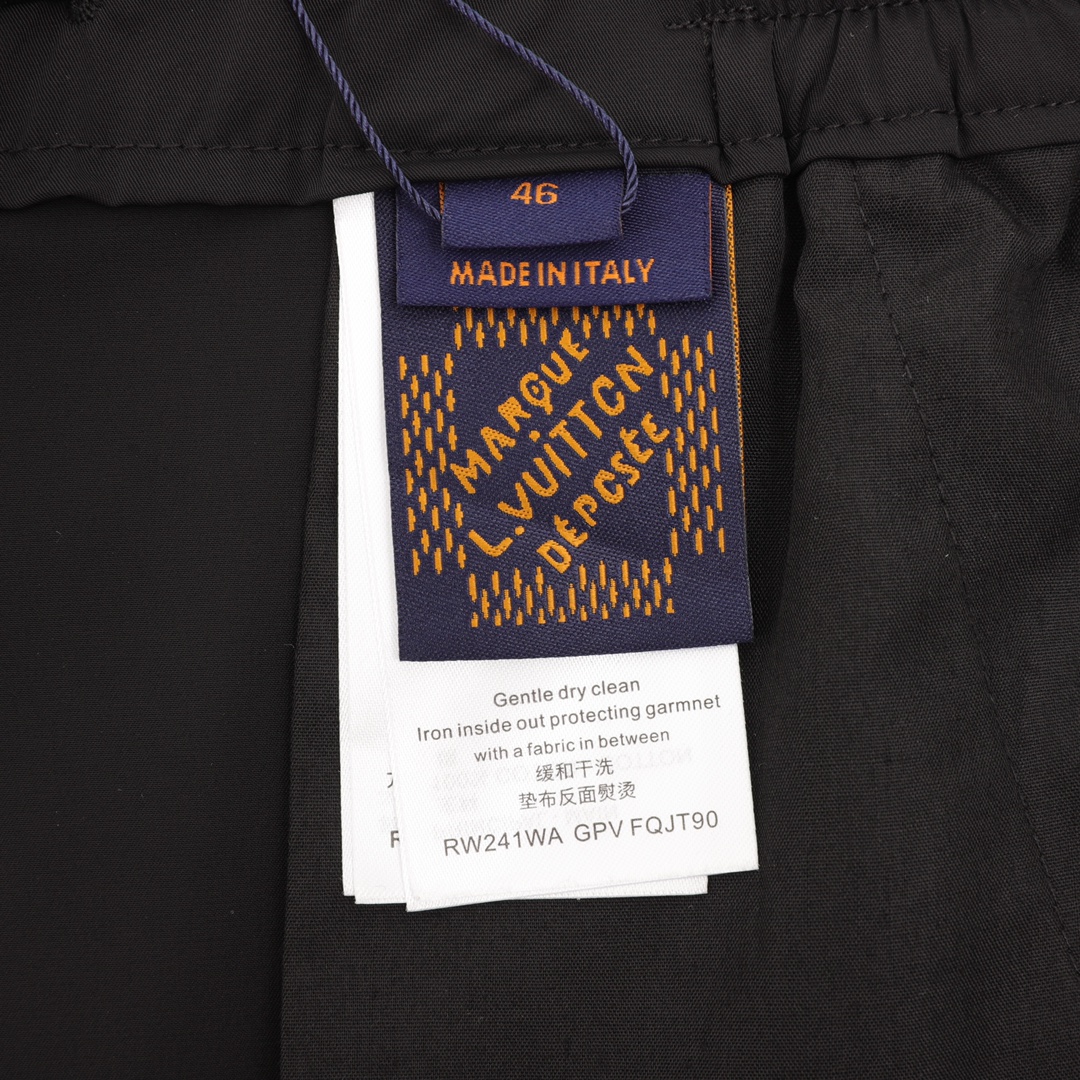 46
MADE IN ITALY
MARQUE
L.VUITTON
DÉPOSÉE
Gentle dry clean
Iron inside out protecting garmnet
with a fabric in between
缓和干洗
垫布反面熨烫
RW241WA GPV FQJT90